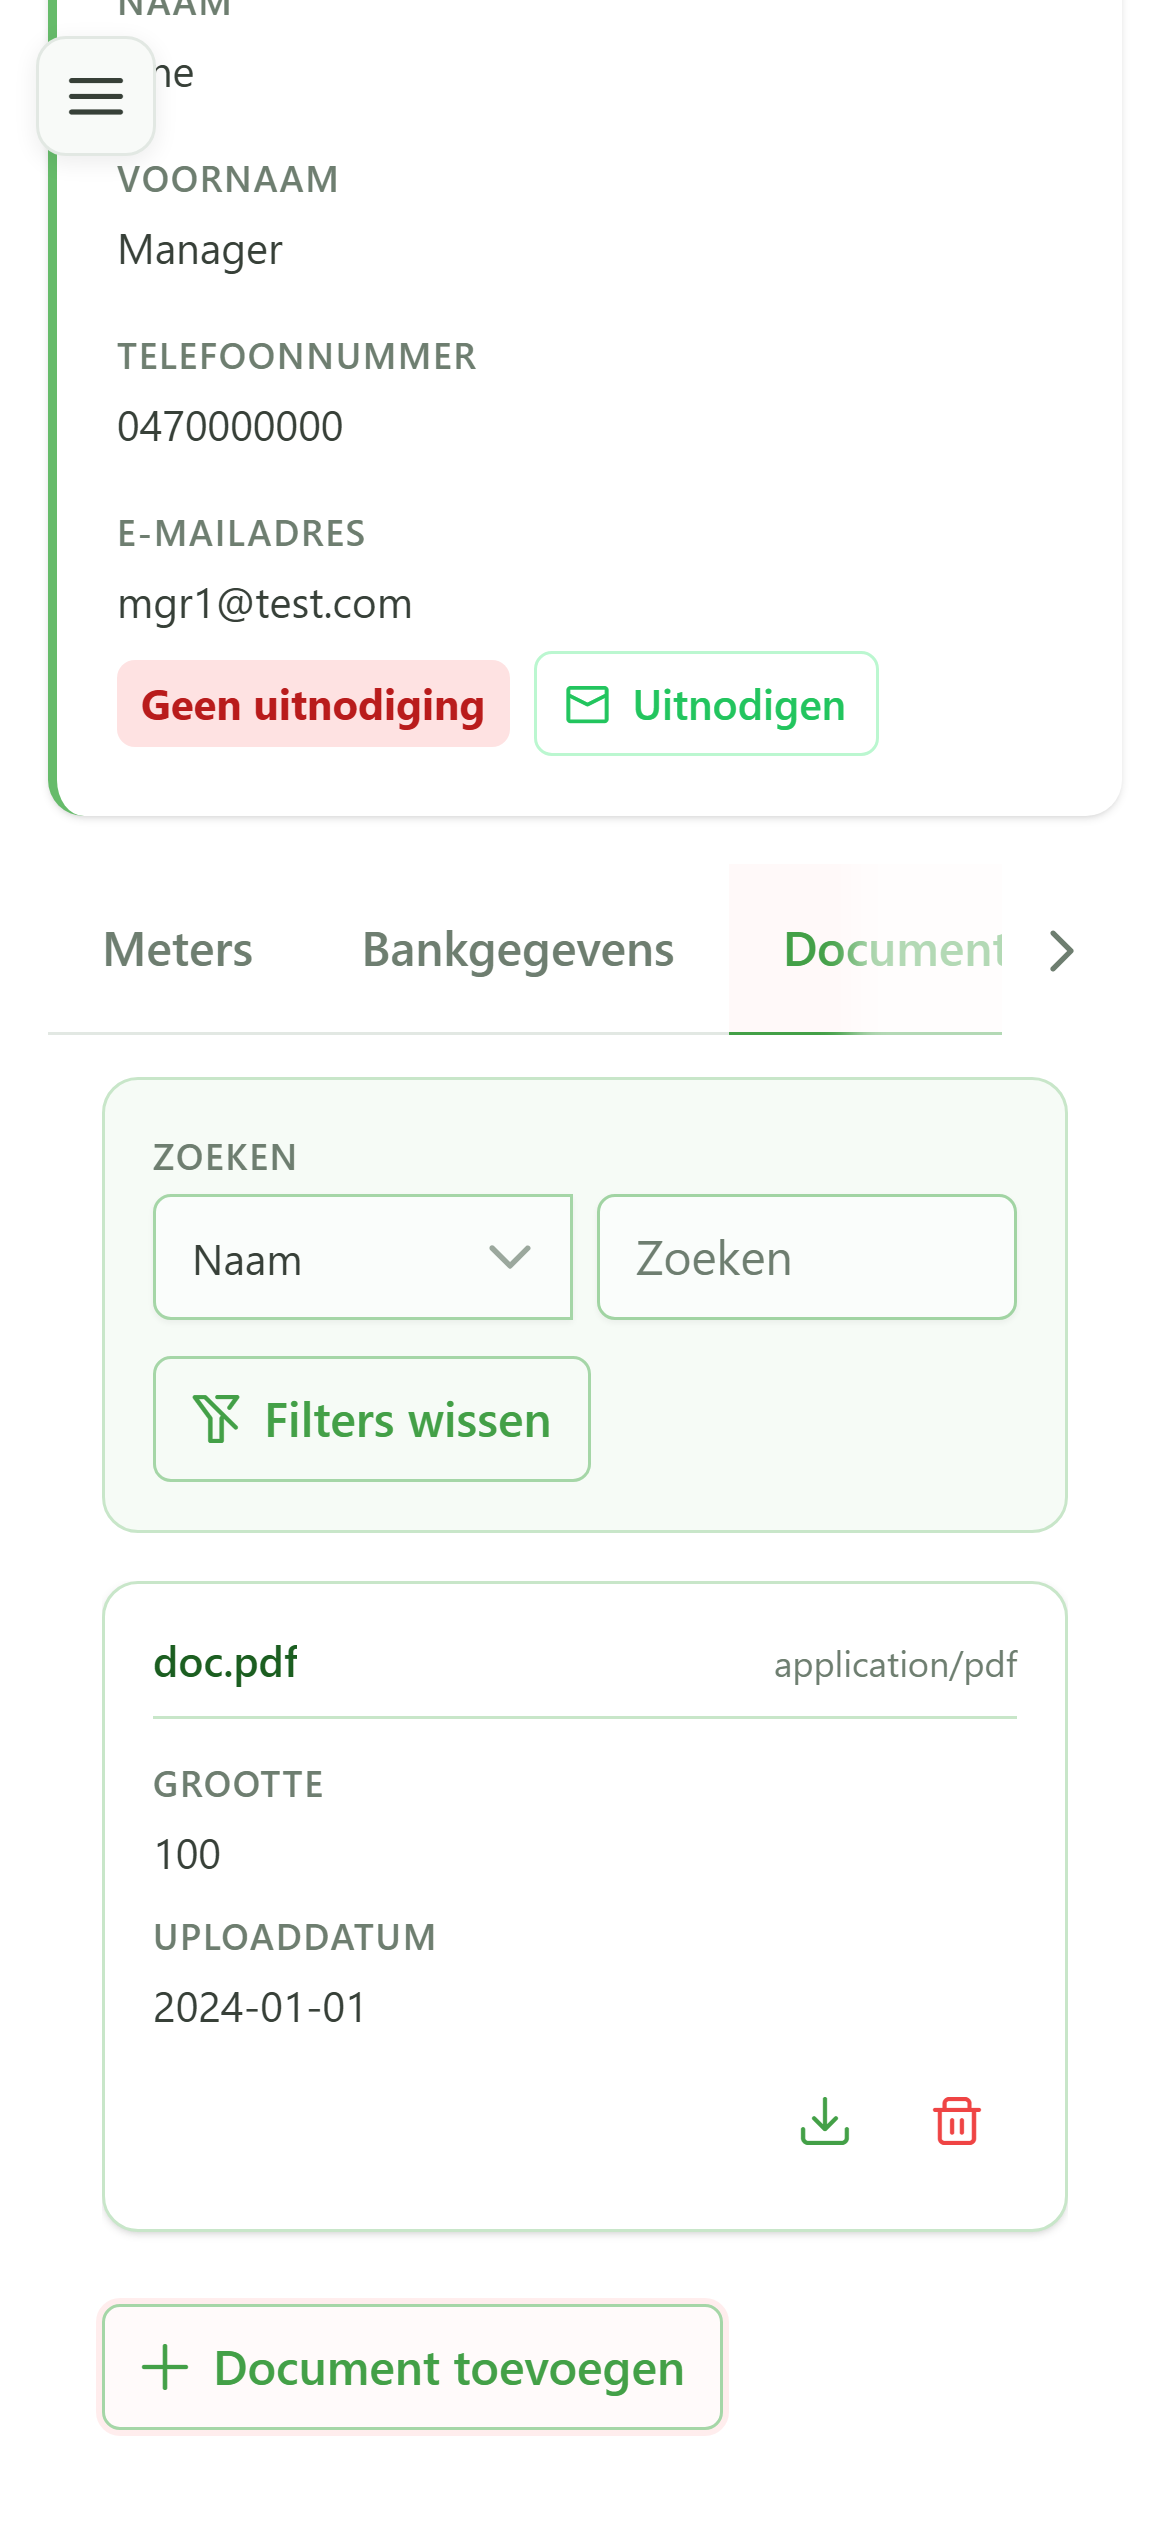 NAAM
VOORNAAM
Manager
TELEFOONNUMMER
0470000000
E-MAILADRES
mgr1@test.com
Geen uitnodiging
Uitnodigen
Meters
Bankgegevens
Document
ZOEKEN
Naam
Zoeken
Filters wissen
doc.pdf
application/pdf
GROOTTE
100
UPLOADDATUM
2024-01-01
Document toevoegen